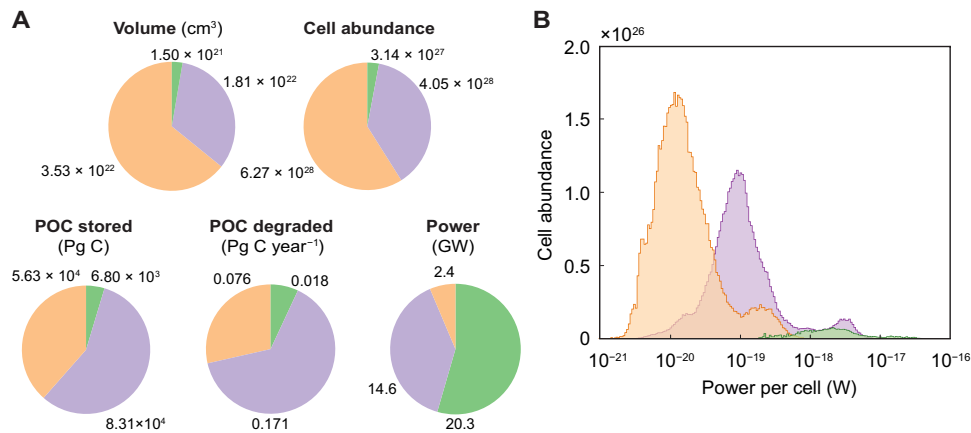 A
Volume (cm³)
1.50 × 10²¹
1.81 × 10²²
3.53 × 10²²
Cell abundance
3.14 × 10²⁷
4.05 × 10²⁸
6.27 × 10²⁸
POC stored
(Pg C)
5.63 × 10⁴
6.80 × 10³
8.31×10⁴
POC degraded
(Pg C year⁻¹)
0.076
0.018
0.171
Power
(GW)
2.4
14.6
20.3
B
×10²⁶
2.0
1.5
1.0
0.5
0
Cell abundance
10⁻²¹
10⁻²⁰
10⁻¹⁹
10⁻¹⁸
10⁻¹⁷
10⁻¹⁶
Power per cell (W)